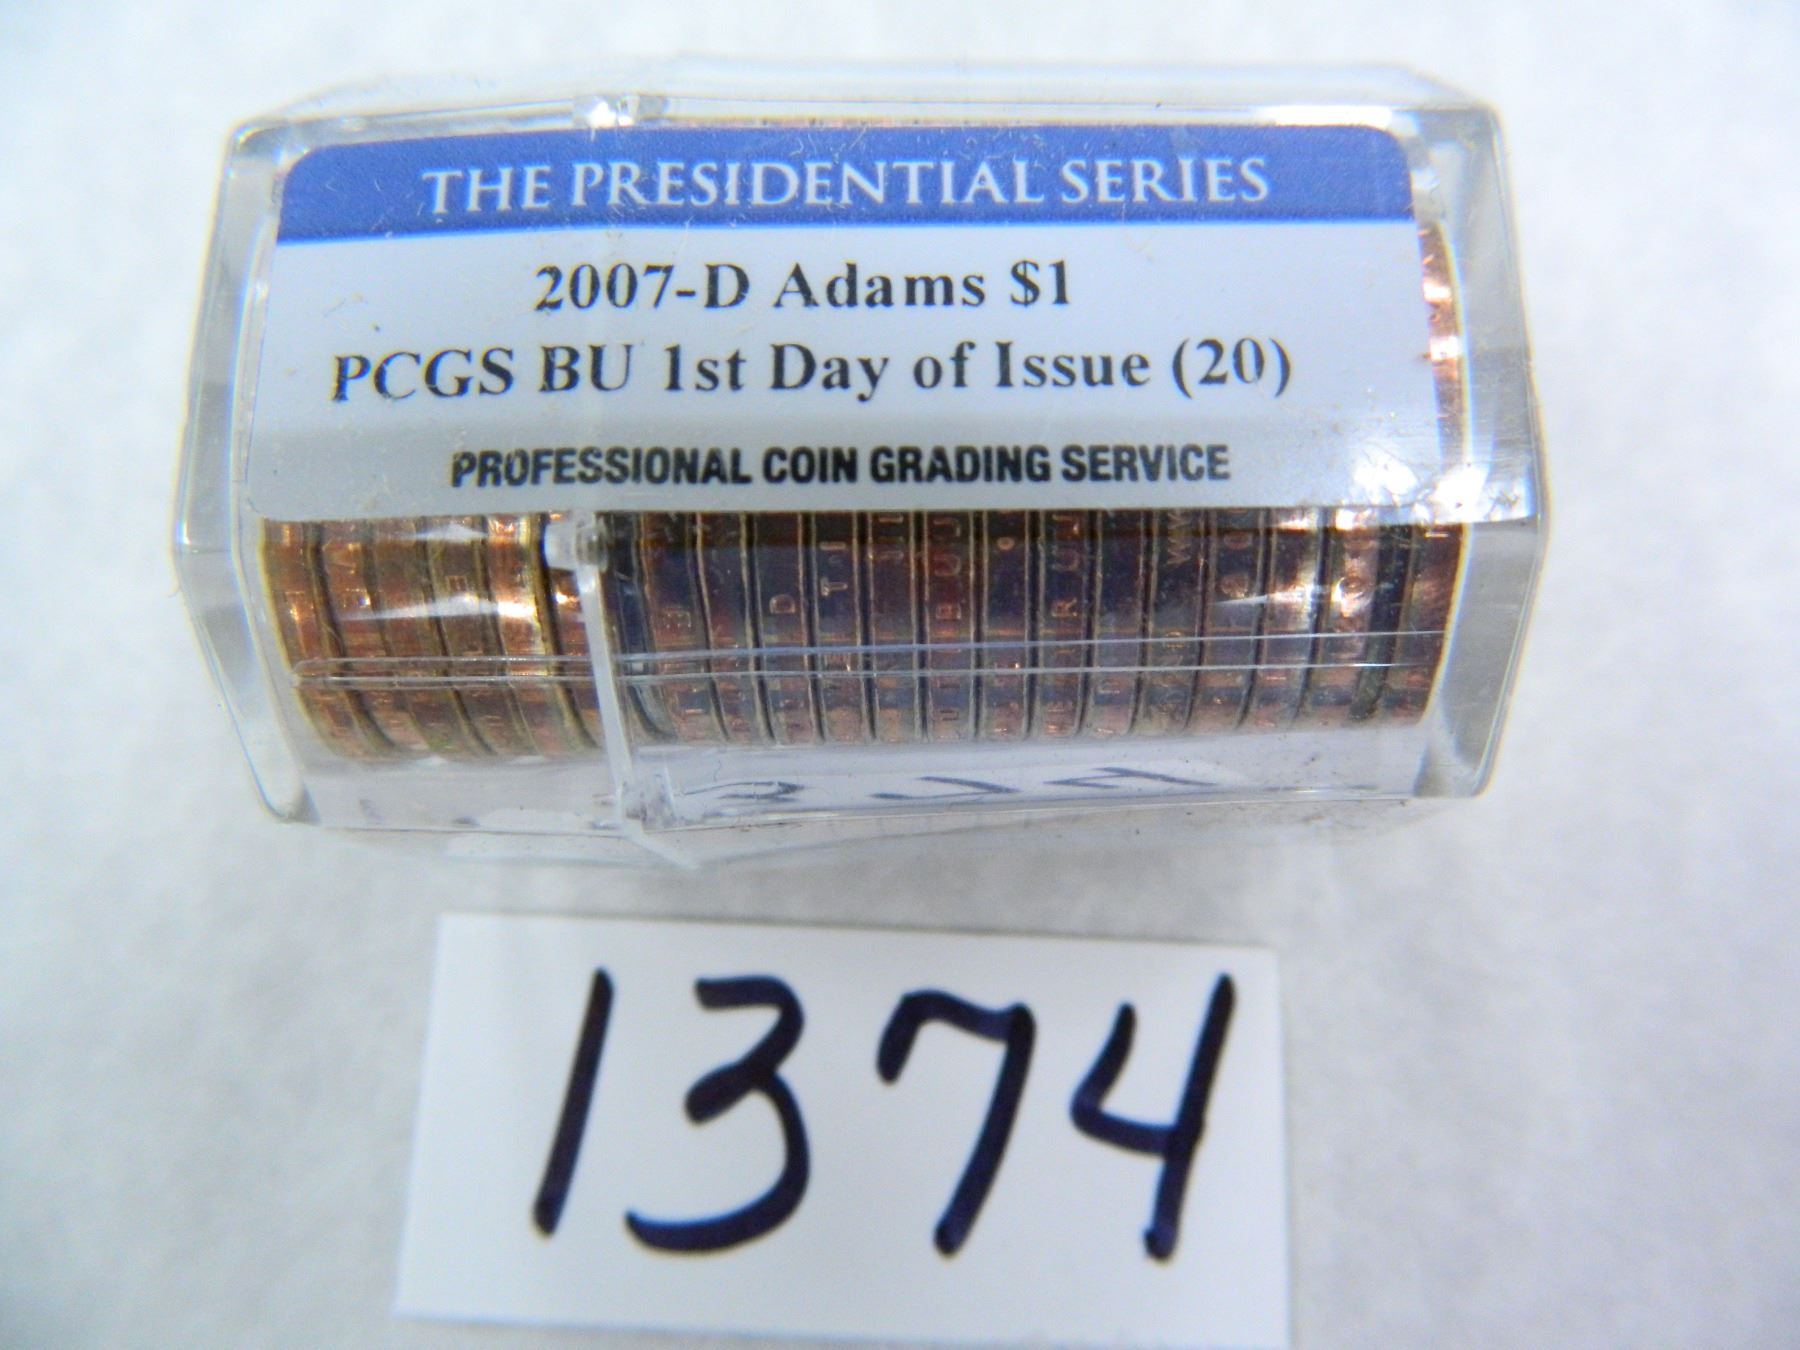 THE PRESIDENTIAL SERIES
2007-D Adams $1
PCGS BU 1st Day of Issue (20)
PROFESSIONAL COIN GRADING SERVICE
1374